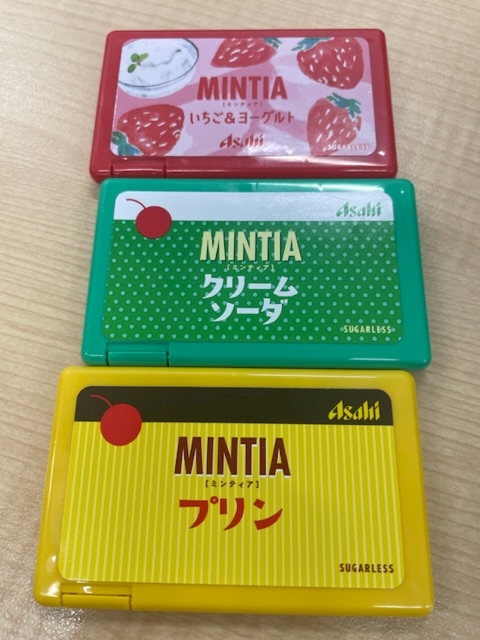 MINTIA
[ミンティア]
いちご&ヨーグルト
Asahi
SUGARLESS
Asahi
MINTIA
[ミンティア]
クリーム
ソーダ
SUGARLESS
Asahi
MINTIA
[ミンティア]
プリン
SUGARLESS